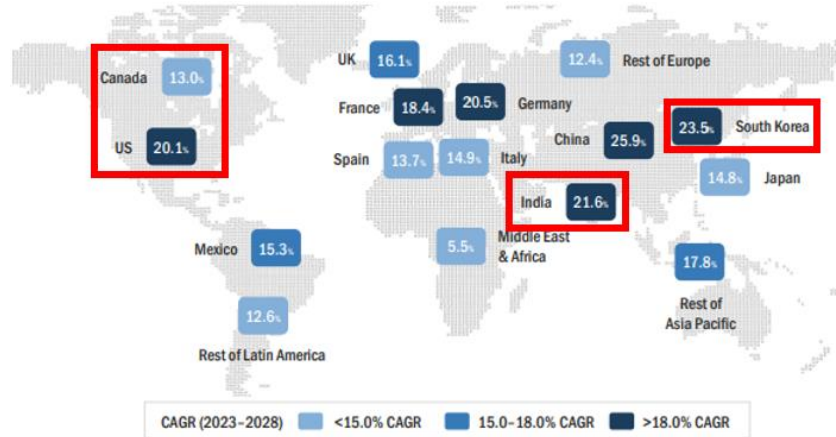 Canada 13.0%
US 20.1%
Mexico 15.3%
12.6%
Rest of Latin America
UK 16.1%
France 18.4%
20.5% Germany
Spain 13.7%
14.9% Italy
12.4% Rest of Europe
5.5% Middle East
& Africa
China 25.9%
23.5% South Korea
India 21.6%
14.8% Japan
17.8%
Rest of
Asia Pacific
CAGR (2023–2028) <15.0% CAGR 15.0–18.0% CAGR >18.0% CAGR